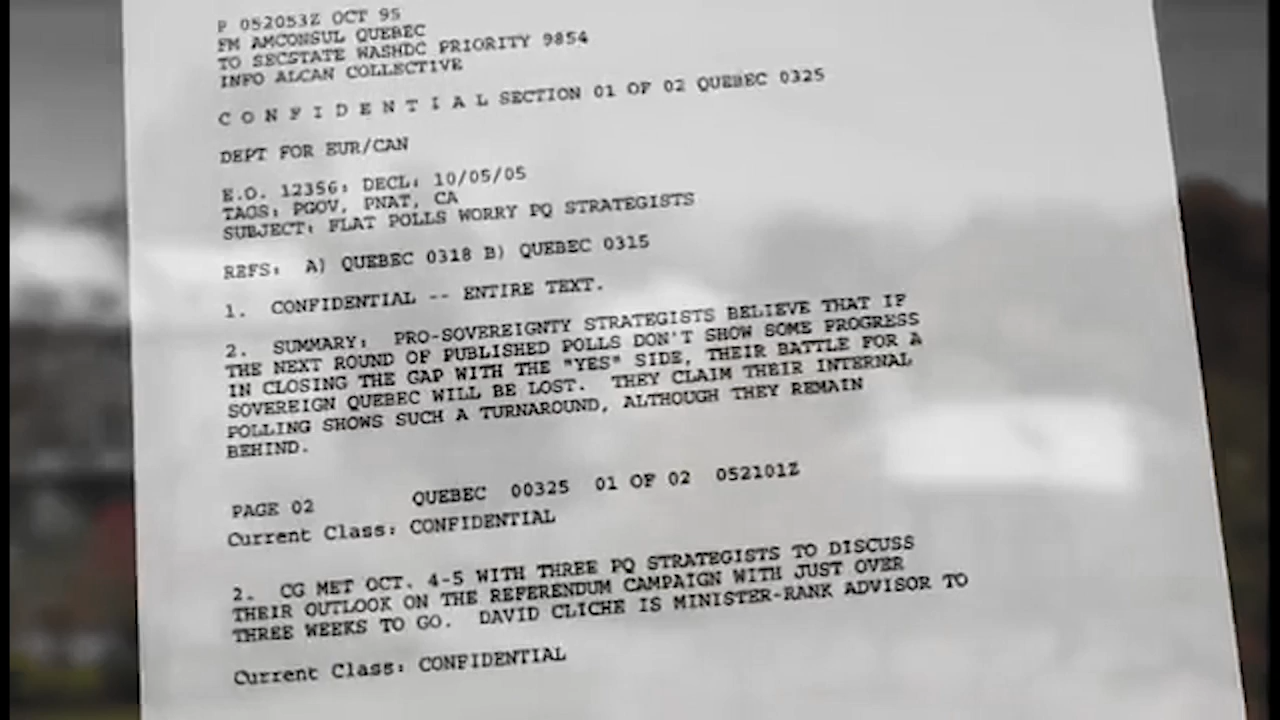 P 052053Z OCT 95
FM AMCONSUL QUEBEC
TO SECSTATE WASHDC PRIORITY 9854
INFO ALCAN COLLECTIVE
C O N F I D E N T I A L SECTION 01 OF 02 QUEBEC 0325
DEPT FOR EUR/CAN
E.O. 12356: DECL: 10/05/05
TAGS: PGOV, PNAT, CA
SUBJECT: FLAT POLLS WORRY PQ STRATEGISTS
REFS: A) QUEBEC 0318 B) QUEBEC 0315
1. CONFIDENTIAL -- ENTIRE TEXT.
2. SUMMARY: PRO-SOVEREIGNTY STRATEGISTS BELIEVE THAT IF
THE NEXT ROUND OF PUBLISHED POLLS DON'T SHOW SOME PROGRESS
IN CLOSING THE GAP WITH THE "YES" SIDE, THEIR BATTLE FOR A
SOVEREIGN QUEBEC WILL BE LOST. THEY CLAIM THEIR INTERNAL
POLLING SHOWS SUCH A TURNAROUND, ALTHOUGH THEY REMAIN
BEHIND.
PAGE 02 QUEBEC 00325 01 OF 02 052101Z
Current Class: CONFIDENTIAL
2. CG MET OCT. 4-5 WITH THREE PQ STRATEGISTS TO DISCUSS
THEIR OUTLOOK ON THE REFERENDUM CAMPAIGN WITH JUST OVER
THREE WEEKS TO GO. DAVID CLICHE IS MINISTER-RANK ADVISOR TO
Current Class: CONFIDENTIAL